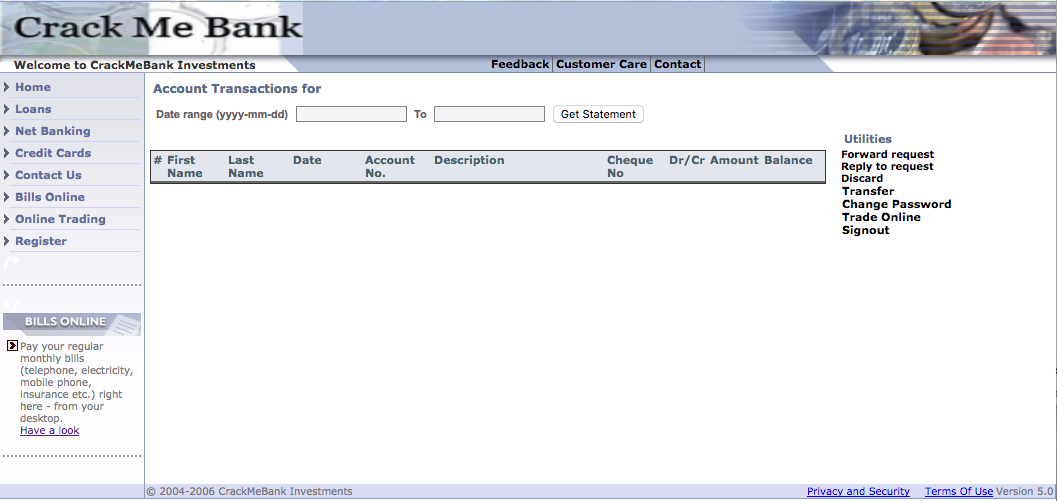 Crack Me Bank
Welcome to CrackMeBank Investments
Feedback Customer Care Contact
Home
Loans
Net Banking
Credit Cards
Contact Us
Bills Online
Online Trading
Register
/*
*/
BILLS ONLINE
Pay your regular
monthly bills
(telephone, electricity,
mobile phone,
insurance etc.) right
here - from your
desktop.
Have a look
Account Transactions for
Date range (yyyy-mm-dd) To Get Statement
# First Name Last Name Date Account No. Description Cheque No Dr/Cr Amount Balance
Utilities
Forward request
Reply to request
Discard
Transfer
Change Password
Trade Online
Signout
© 2004-2006 CrackMeBank Investments
Privacy and Security Terms Of Use Version 5.0